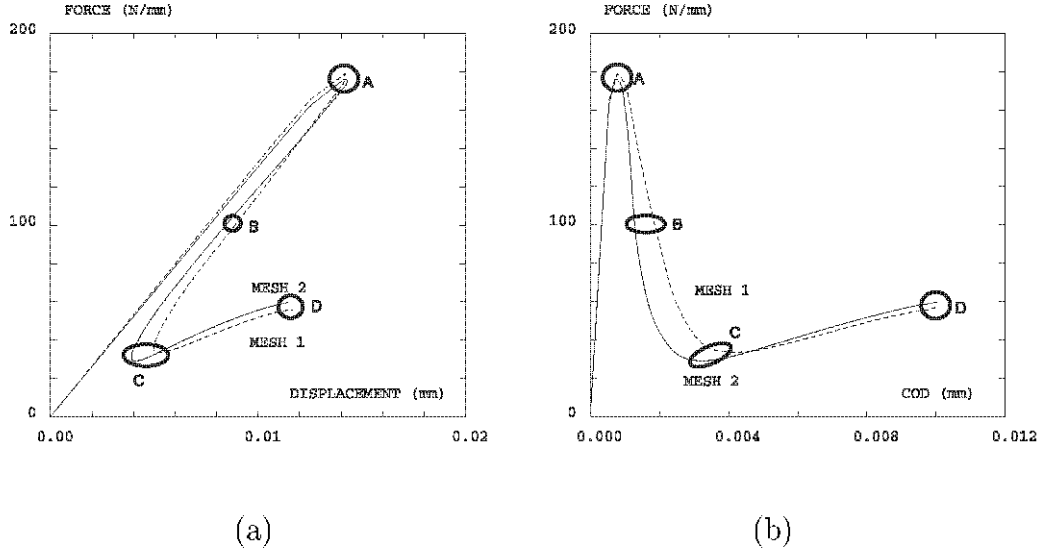 FORCE (N/mm)
200
A
100
B
MESH 2
D
MESH 1
C
DISPLACEMENT (mm)
0
0.00
0.01
0.02
(a)
FORCE (N/mm)
200
A
100
B
MESH 1
C
D
MESH 2
COD (mm)
0
0.000
0.004
0.008
0.012
(b)